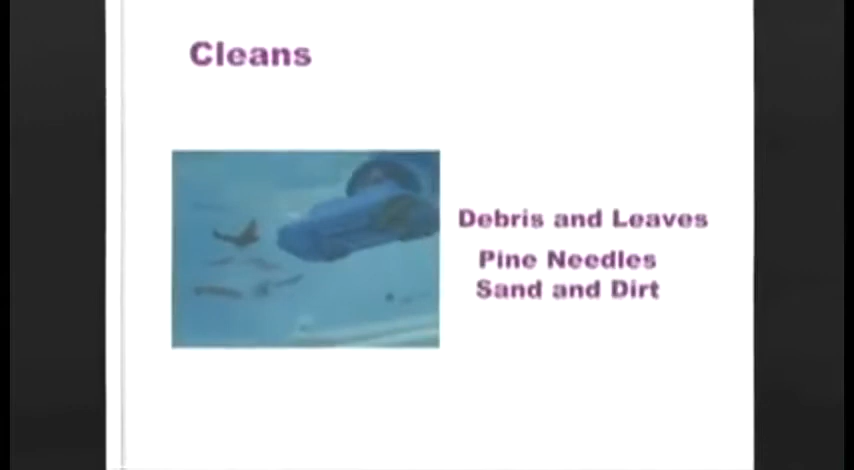 Cleans
Debris and Leaves
Pine Needles
Sand and Dirt